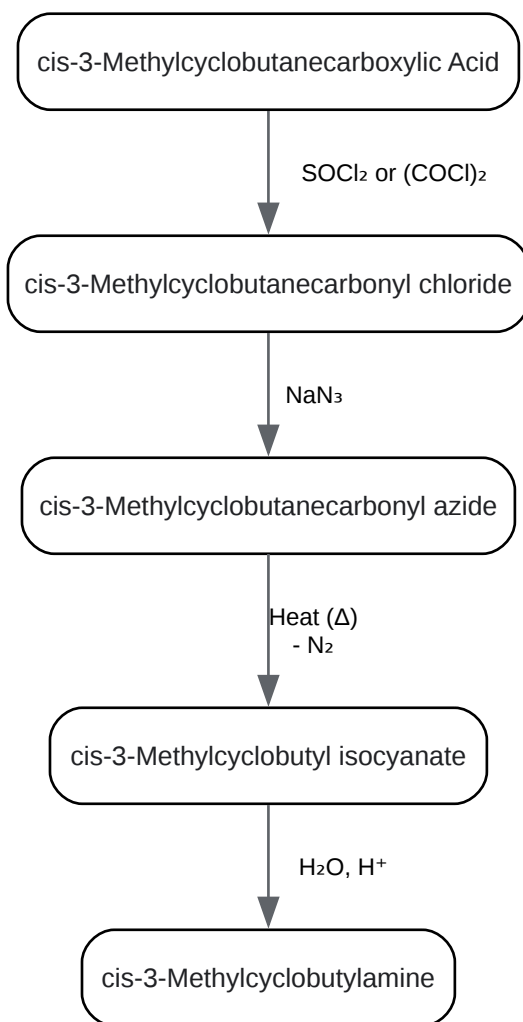 cis-3-Methylcyclobutanecarboxylic Acid
SOCl₂ or (COCl)₂
cis-3-Methylcyclobutanecarbonyl chloride
NaN₃
cis-3-Methylcyclobutanecarbonyl azide
Heat (Δ)
- N₂
cis-3-Methylcyclobutyl isocyanate
H₂O, H⁺
cis-3-Methylcyclobutylamine